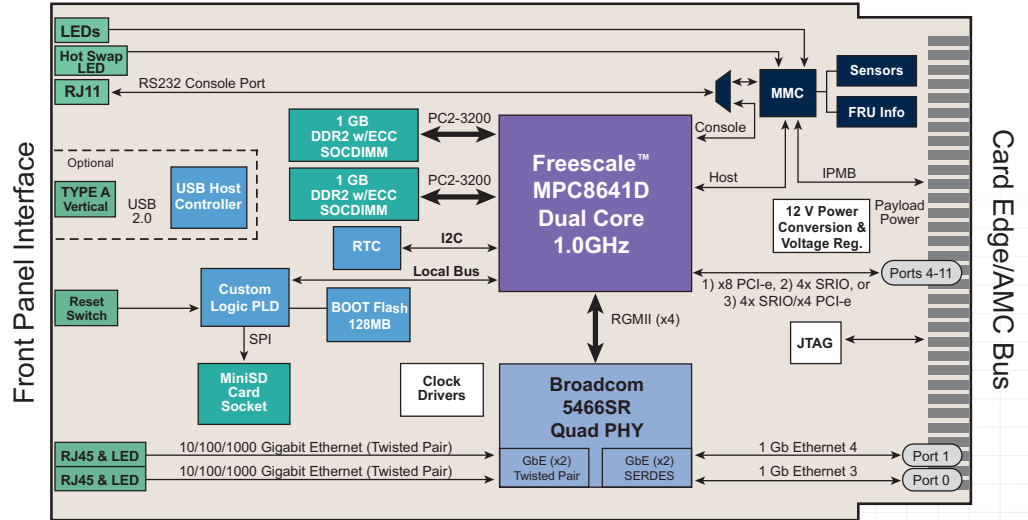 Front Panel Interface
LEDs
Hot Swap
LED
RJ11
RS232 Console Port
Optional
TYPE A
Vertical
USB
2.0
USB Host
Controller
1 GB
DDR2 w/ECC
SOCDIMM
PC2-3200
1 GB
DDR2 w/ECC
SOCDIMM
PC2-3200
RTC
I2C
Local Bus
Freescale™
MPC8641D
Dual Core
1.0GHz
Console
Host
MMC
Sensors
FRU Info
IPMB
12 V Power
Conversion &
Voltage Reg.
Payload
Power
Ports 4-11
1) x8 PCI-e, 2) 4x SRIO, or
3) 4x SRIO/x4 PCI-e
Reset
Switch
Custom
Logic PLD
BOOT Flash
128MB
SPI
MiniSD
Card
Socket
Clock
Drivers
RGMII (x4)
JTAG
Broadcom
5466SR
Quad PHY
GbE (x2)
Twisted Pair
GbE (x2)
SERDES
RJ45 & LED
10/100/1000 Gigabit Ethernet (Twisted Pair)
RJ45 & LED
10/100/1000 Gigabit Ethernet (Twisted Pair)
1 Gb Ethernet 4
Port 1
1 Gb Ethernet 3
Port 0
Card Edge/AMC Bus